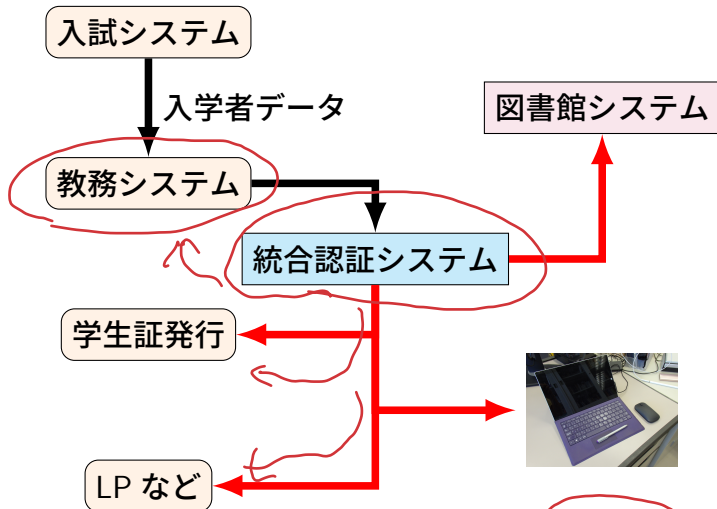 入試システム
入学者データ
図書館システム
教務システム
統合認証システム
学生証発行
LP など